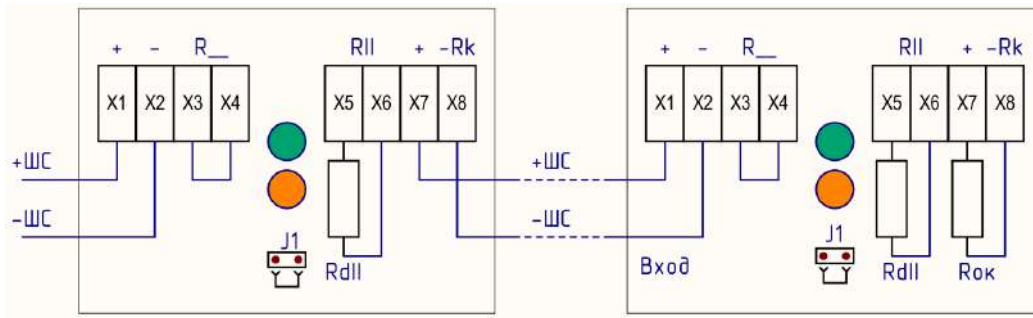 + - R__ RII + -Rk + - R__ RII + -Rk
X1 X2 X3 X4 X5 X6 X7 X8 X1 X2 X3 X4 X5 X6 X7 X8
+ШС +ШС
-ШС -ШС
J1 J1
RdII Вход RdII Rок